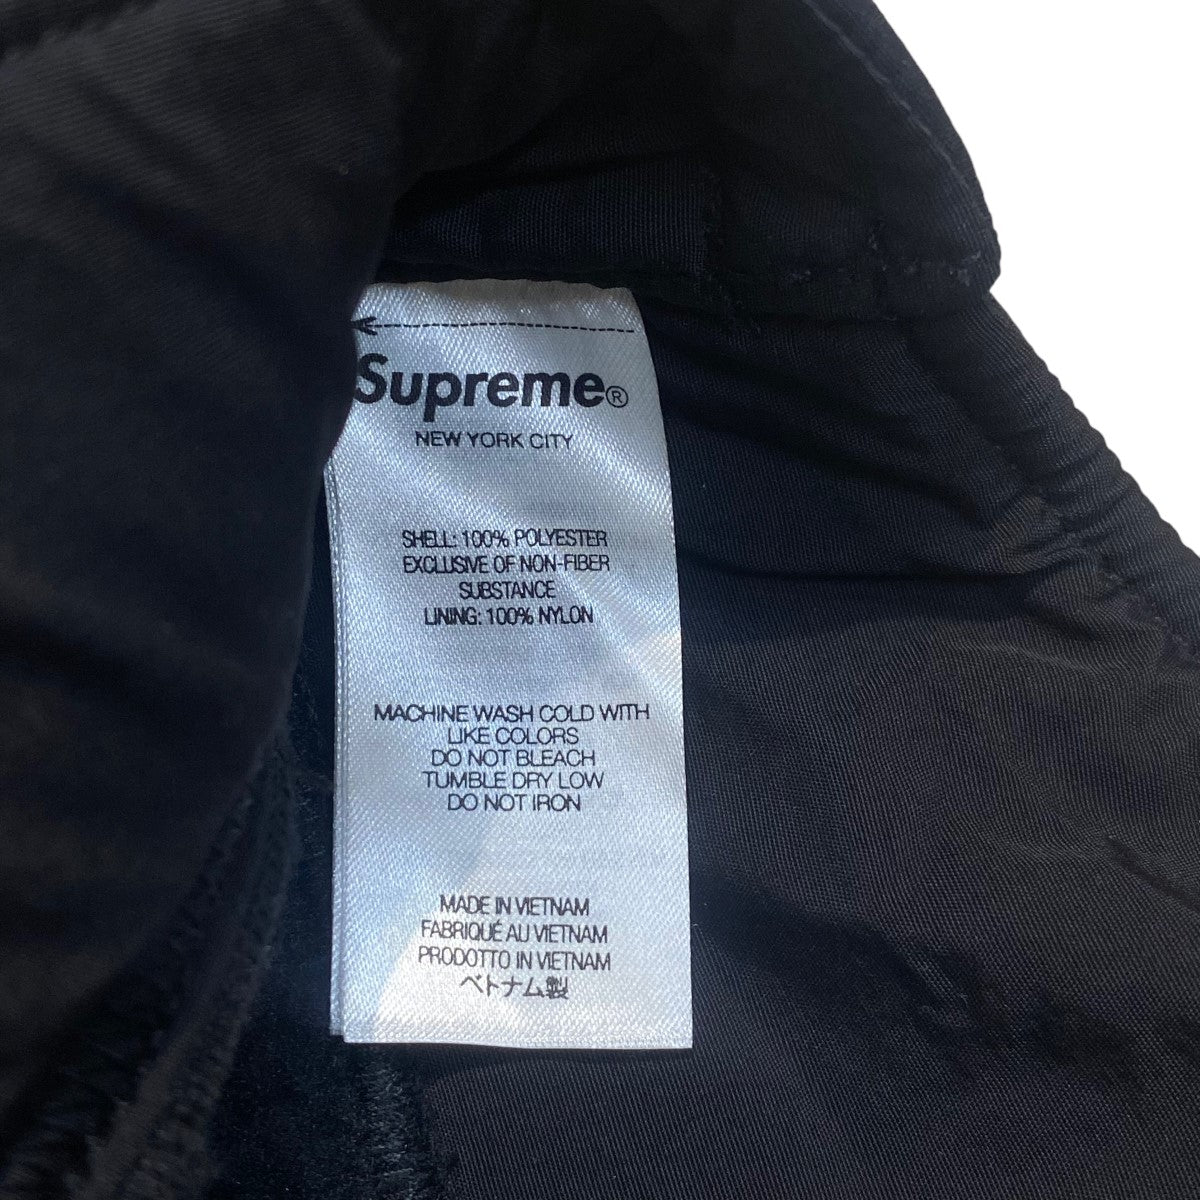 Supreme®
NEW YORK CITY
SHELL: 100% POLYESTER
EXCLUSIVE OF NON-FIBER
SUBSTANCE
LINING: 100% NYLON
MACHINE WASH COLD WITH
LIKE COLORS
DO NOT BLEACH
TUMBLE DRY LOW
DO NOT IRON
MADE IN VIETNAM
FABRIQUÉ AU VIETNAM
PRODOTTO IN VIETNAM
ベトナム製